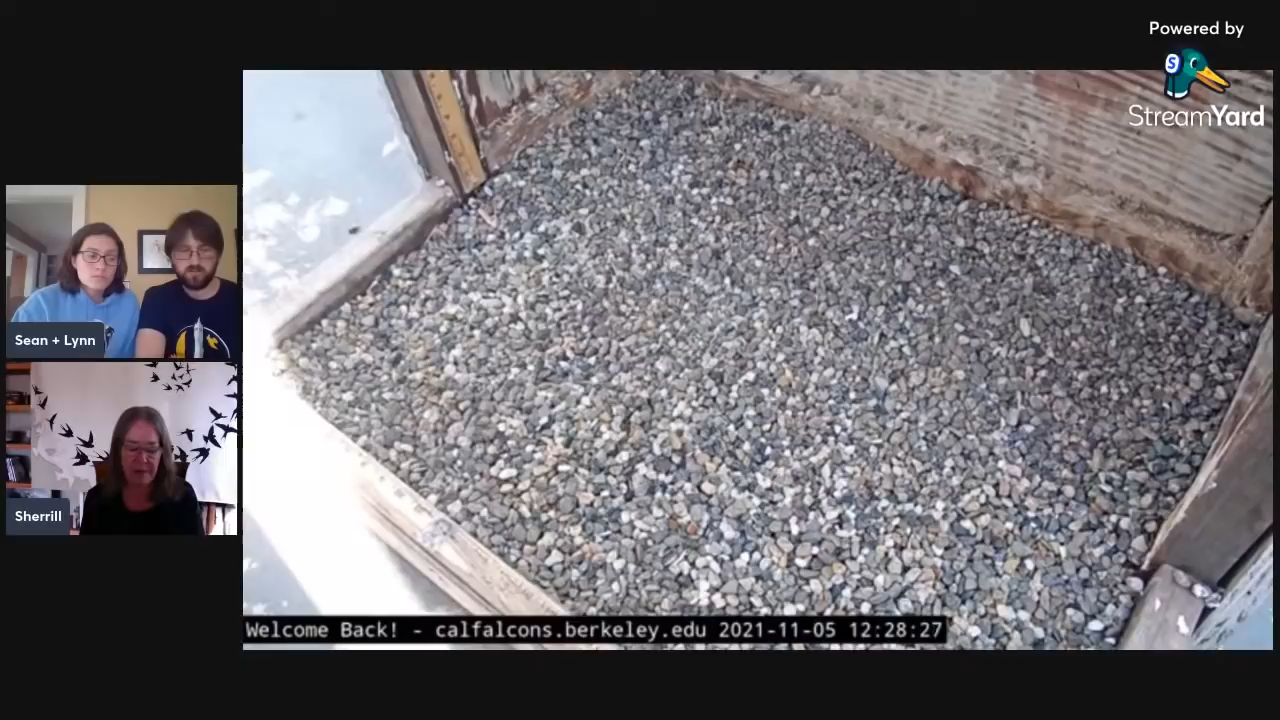 Powered by
S
StreamYard
Sean + Lynn
Sherrill
Welcome Back! - calfalcons.berkeley.edu 2021-11-05 12:28:27